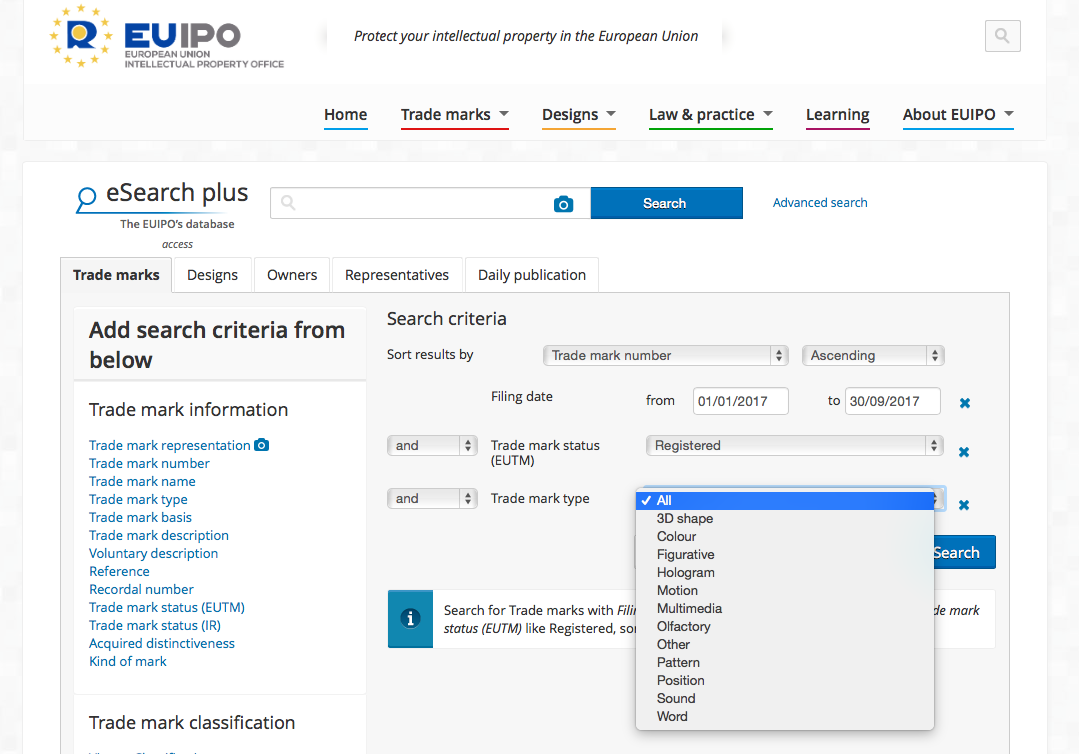 EUIPO
EUROPEAN UNION
INTELLECTUAL PROPERTY OFFICE
Protect your intellectual property in the European Union
Home Trade marks Designs Law & practice Learning About EUIPO
eSearch plus
The EUIPO's database
access
Search
Advanced search
Trade marks Designs Owners Representatives Daily publication
Add search criteria from
below
Trade mark information
Trade mark representation
Trade mark number
Trade mark name
Trade mark type
Trade mark basis
Trade mark description
Voluntary description
Reference
Recordal number
Trade mark status (EUTM)
Trade mark status (IR)
Acquired distinctiveness
Kind of mark
Trade mark classification
Search criteria
Sort results by Trade mark number Ascending
Filing date from 01/01/2017 to 30/09/2017
and Trade mark status
(EUTM) Registered
and Trade mark type
✓ All
3D shape
Colour
Figurative
Hologram
Motion
Multimedia
Olfactory
Other
Pattern
Position
Sound
Word
Search
Search for Trade marks with
status (EUTM) like Registered,
mark